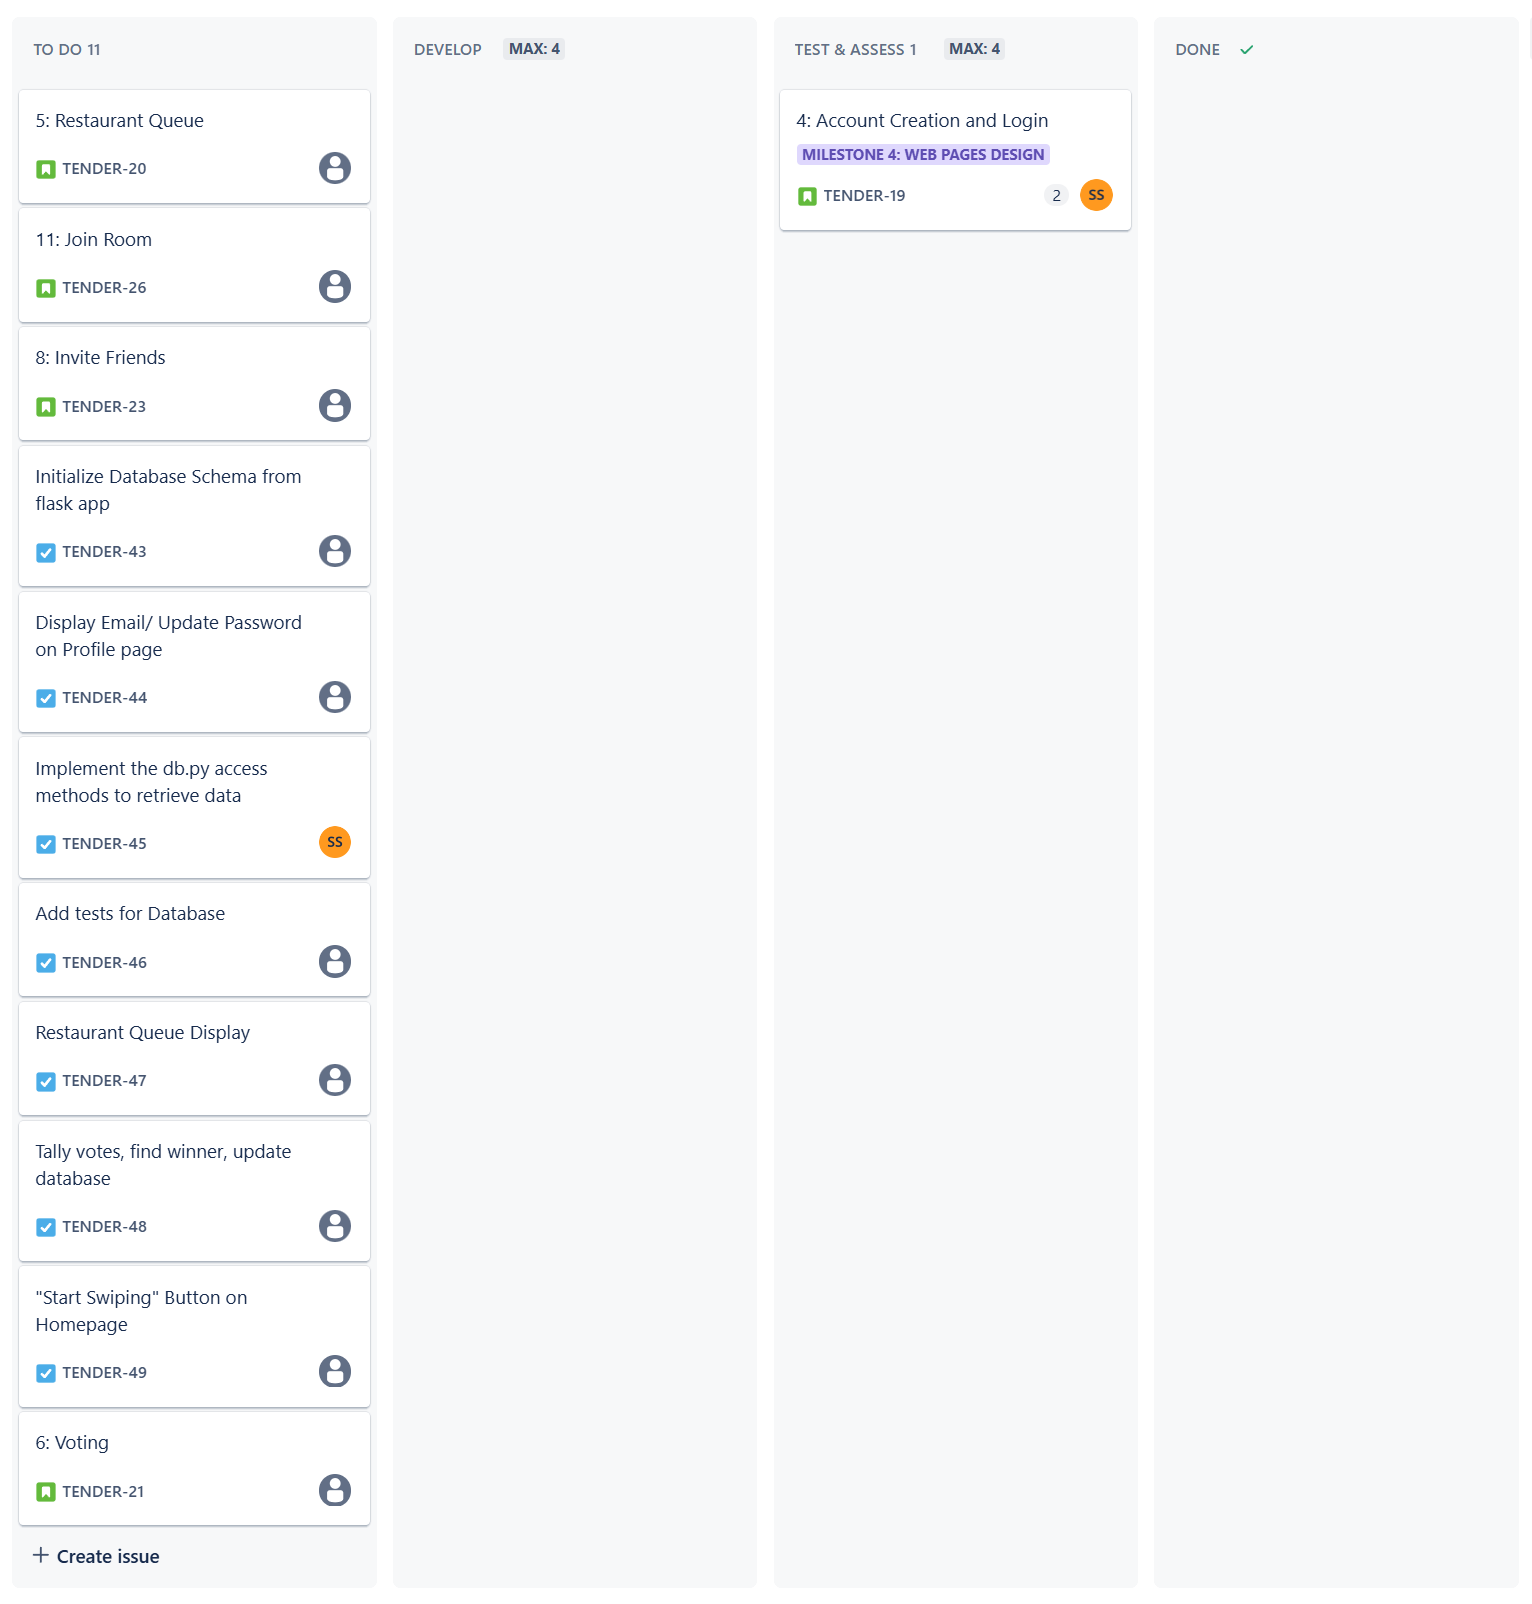 TO DO 11
5: Restaurant Queue
TENDER-20
11: Join Room
TENDER-26
8: Invite Friends
TENDER-23
Initialize Database Schema from
flask app
TENDER-43
Display Email/ Update Password
on Profile page
TENDER-44
Implement the db.py access
methods to retrieve data
TENDER-45 SS
Add tests for Database
TENDER-46
Restaurant Queue Display
TENDER-47
Tally votes, find winner, update
database
TENDER-48
"Start Swiping" Button on
Homepage
TENDER-49
6: Voting
TENDER-21
+ Create issue
DEVELOP MAX: 4
TEST & ASSESS 1 MAX: 4
4: Account Creation and Login
MILESTONE 4: WEB PAGES DESIGN
TENDER-19 2 SS
DONE